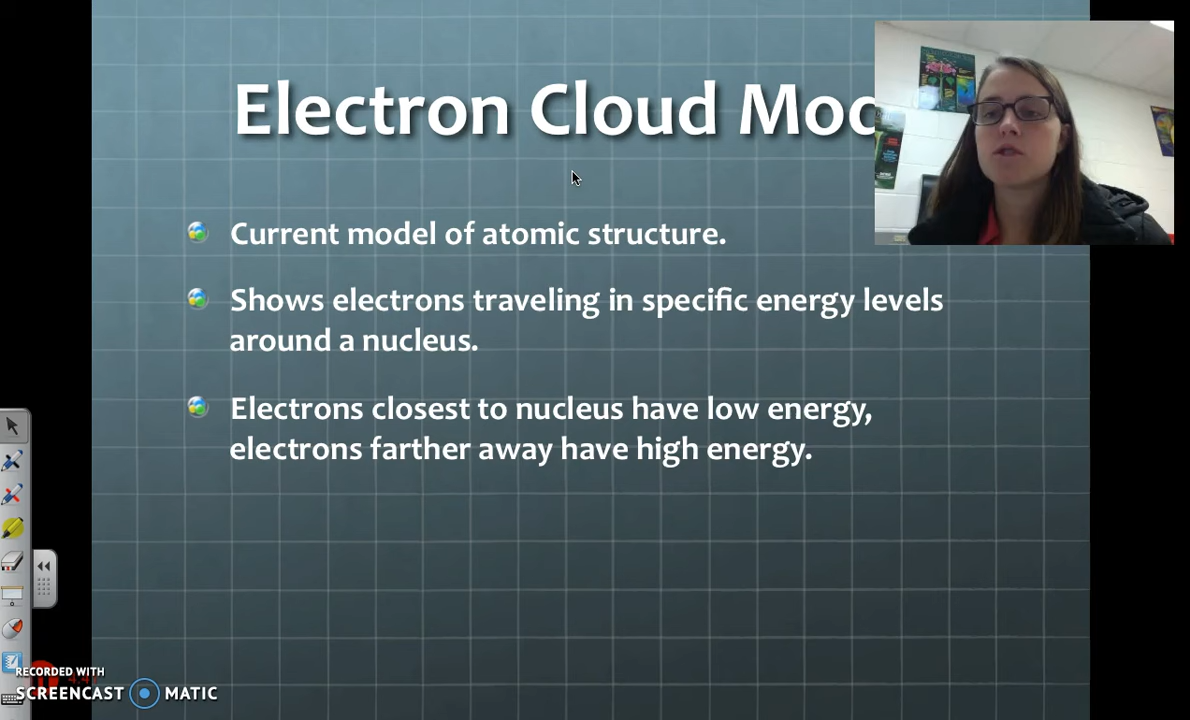 Electron Cloud Mod
Current model of atomic structure.
Shows electrons traveling in specific energy levels
around a nucleus.
Electrons closest to nucleus have low energy,
electrons farther away have high energy.
RECORDED WITH
SCREENCAST MATIC